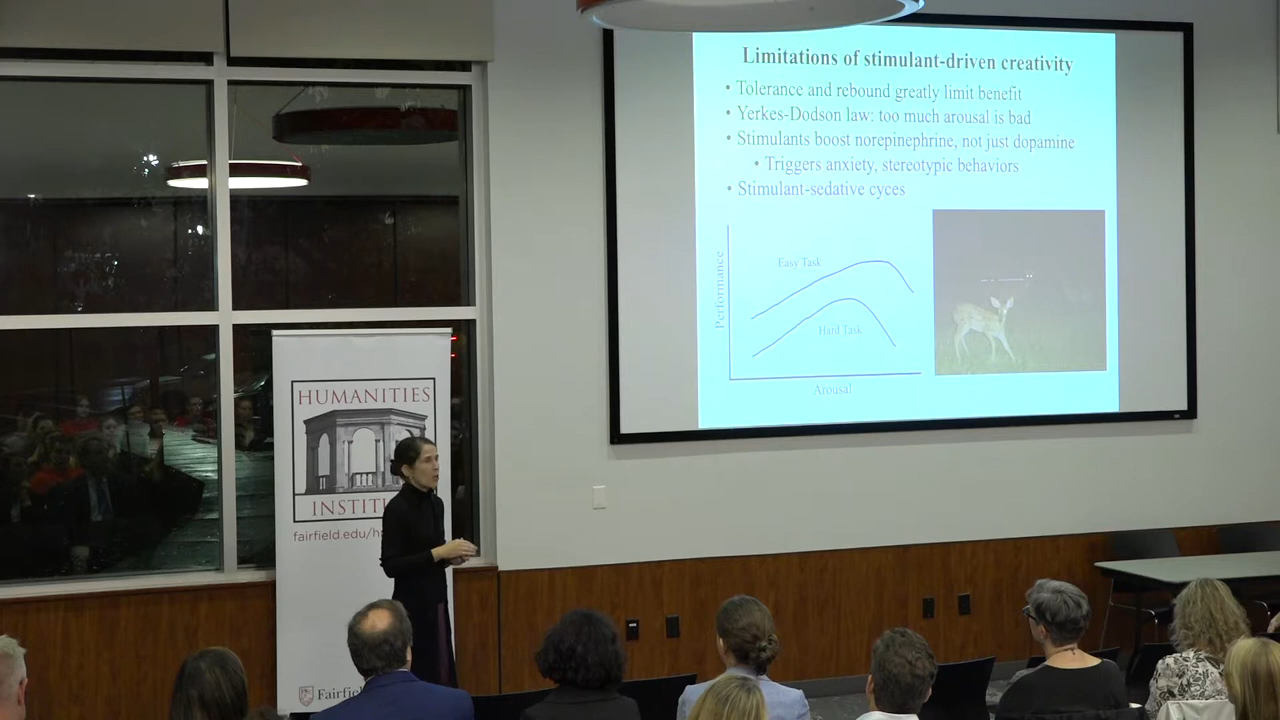 Limitations of stimulant-driven creativity
• Tolerance and rebound greatly limit benefit
• Yerkes-Dodson law: too much arousal is bad
• Stimulants boost norepinephrine, not just dopamine
• Triggers anxiety, stereotypic behaviors
• Stimulant-sedative cyces
Performance
Easy Task
Hard Task
Arousal
HUMANITIES
INSTIT
fairfield.edu/h
Fairfiel